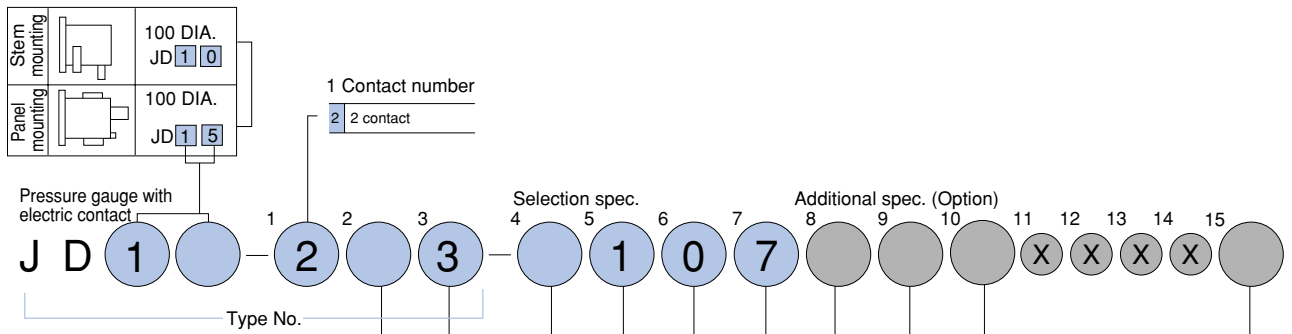 Stem mounting
100 DIA.
JD 1 0
Panel mounting
100 DIA.
JD 1 5
1 Contact number
2 2 contact
Pressure gauge with
electric contact
Selection spec.
Additional spec. (Option)
1 2 3 4 5 6 7 8 9 10 11 12 13 14 15
J D 1 — 2 3 — 1 0 7 X X X X
Type No.